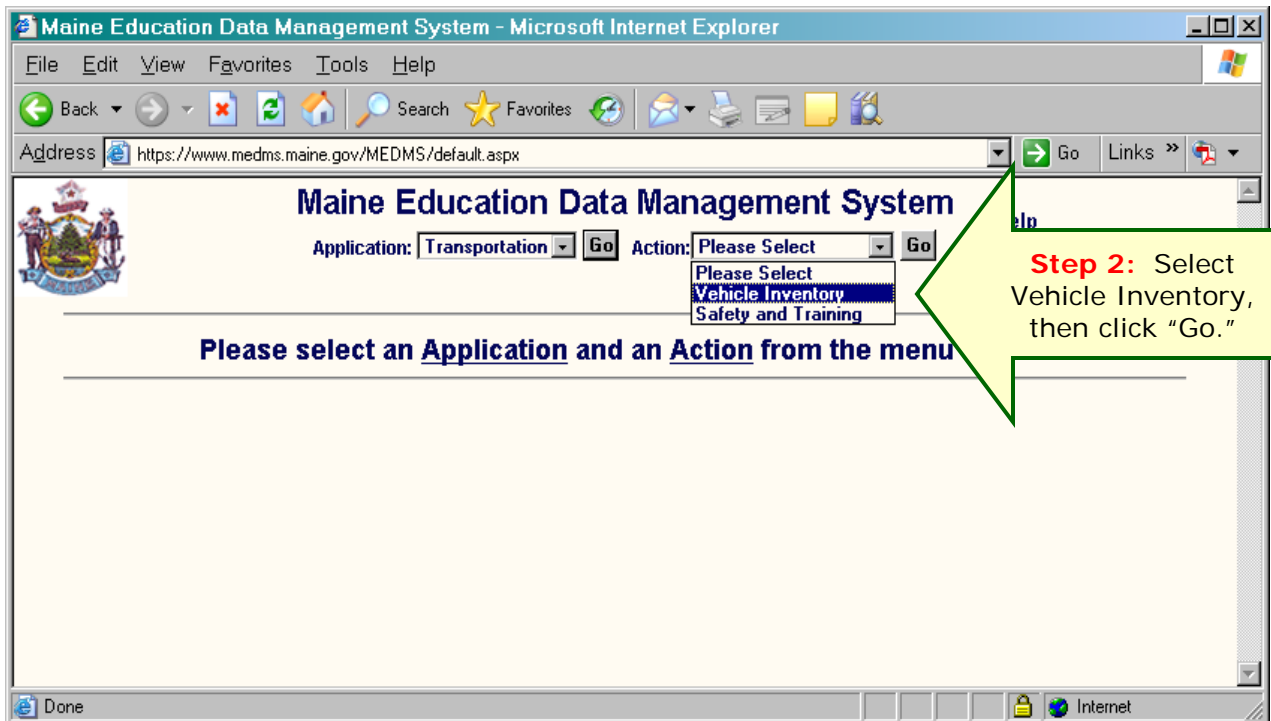 Maine Education Data Management System - Microsoft Internet Explorer
File Edit View Favorites Tools Help
Back Search Favorites
Address https://www.medms.maine.gov/MEDMS/default.aspx Go Links »
Maine Education Data Management System
Application: Transportation Go Action: Please Select Go
Please Select
Vehicle Inventory
Safety and Training
Step 2: Select
Vehicle Inventory,
then click “Go.”
Please select an Application and an Action from the menu
Done Internet